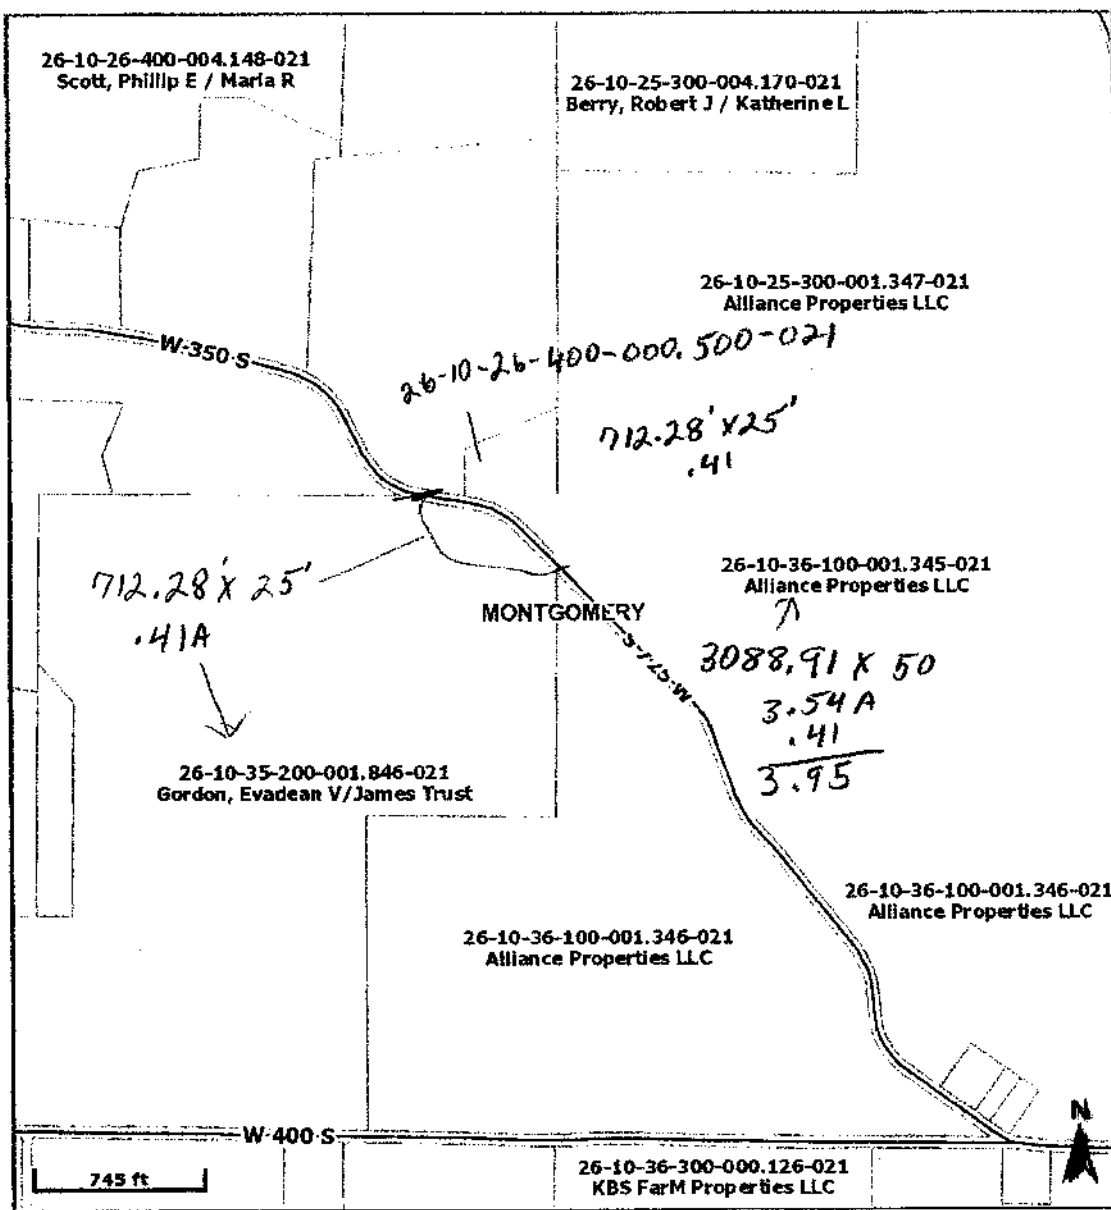 26-10-26-400-004.148-021
Scott, Phillip E / Marla R
26-10-25-300-004.170-021
Berry, Robert J / Katherine L
26-10-25-300-001.347-021
Alliance Properties LLC
W 350 S
26-10-26-400-000.500-021
712.28' X 25'
.41
26-10-36-100-001.345-021
Alliance Properties LLC
712.28' X 25'
.41A
MONTGOMERY
S 725 W
3088.91 X 50
3.54 A
.41
3.95
26-10-35-200-001.846-021
Gordon, Evadean V/James Trust
26-10-36-100-001.346-021
Alliance Properties LLC
26-10-36-100-001.346-021
Alliance Properties LLC
N
W 400 S
745 ft
26-10-36-300-000.126-021
KBS FarM Properties LLC